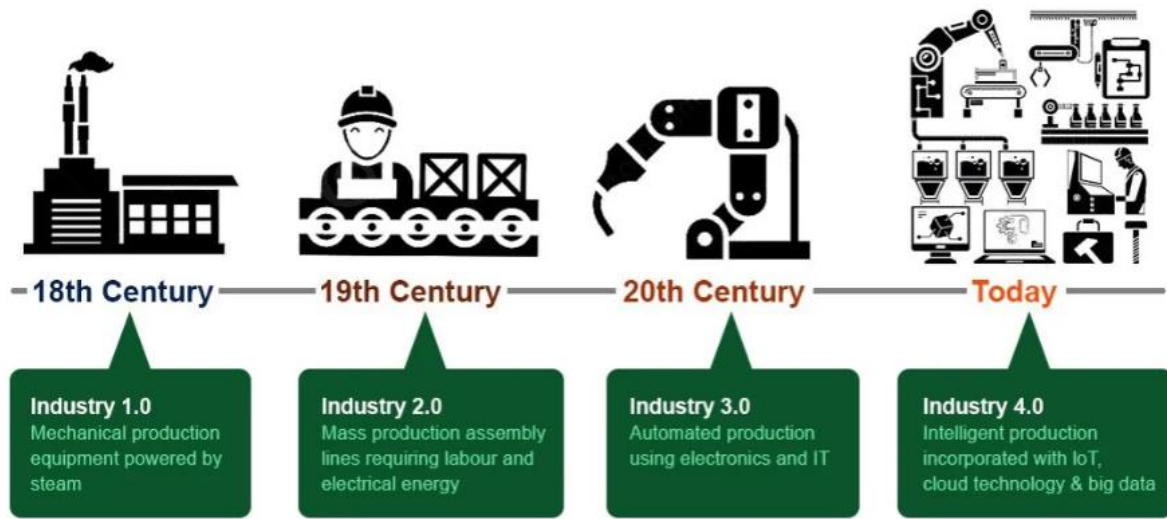 18th Century
19th Century
20th Century
Today
Industry 1.0
Mechanical production
equipment powered by
steam
Industry 2.0
Mass production assembly
lines requiring labour and
electrical energy
Industry 3.0
Automated production
using electronics and IT
Industry 4.0
Intelligent production
incorporated with IoT,
cloud technology & big data